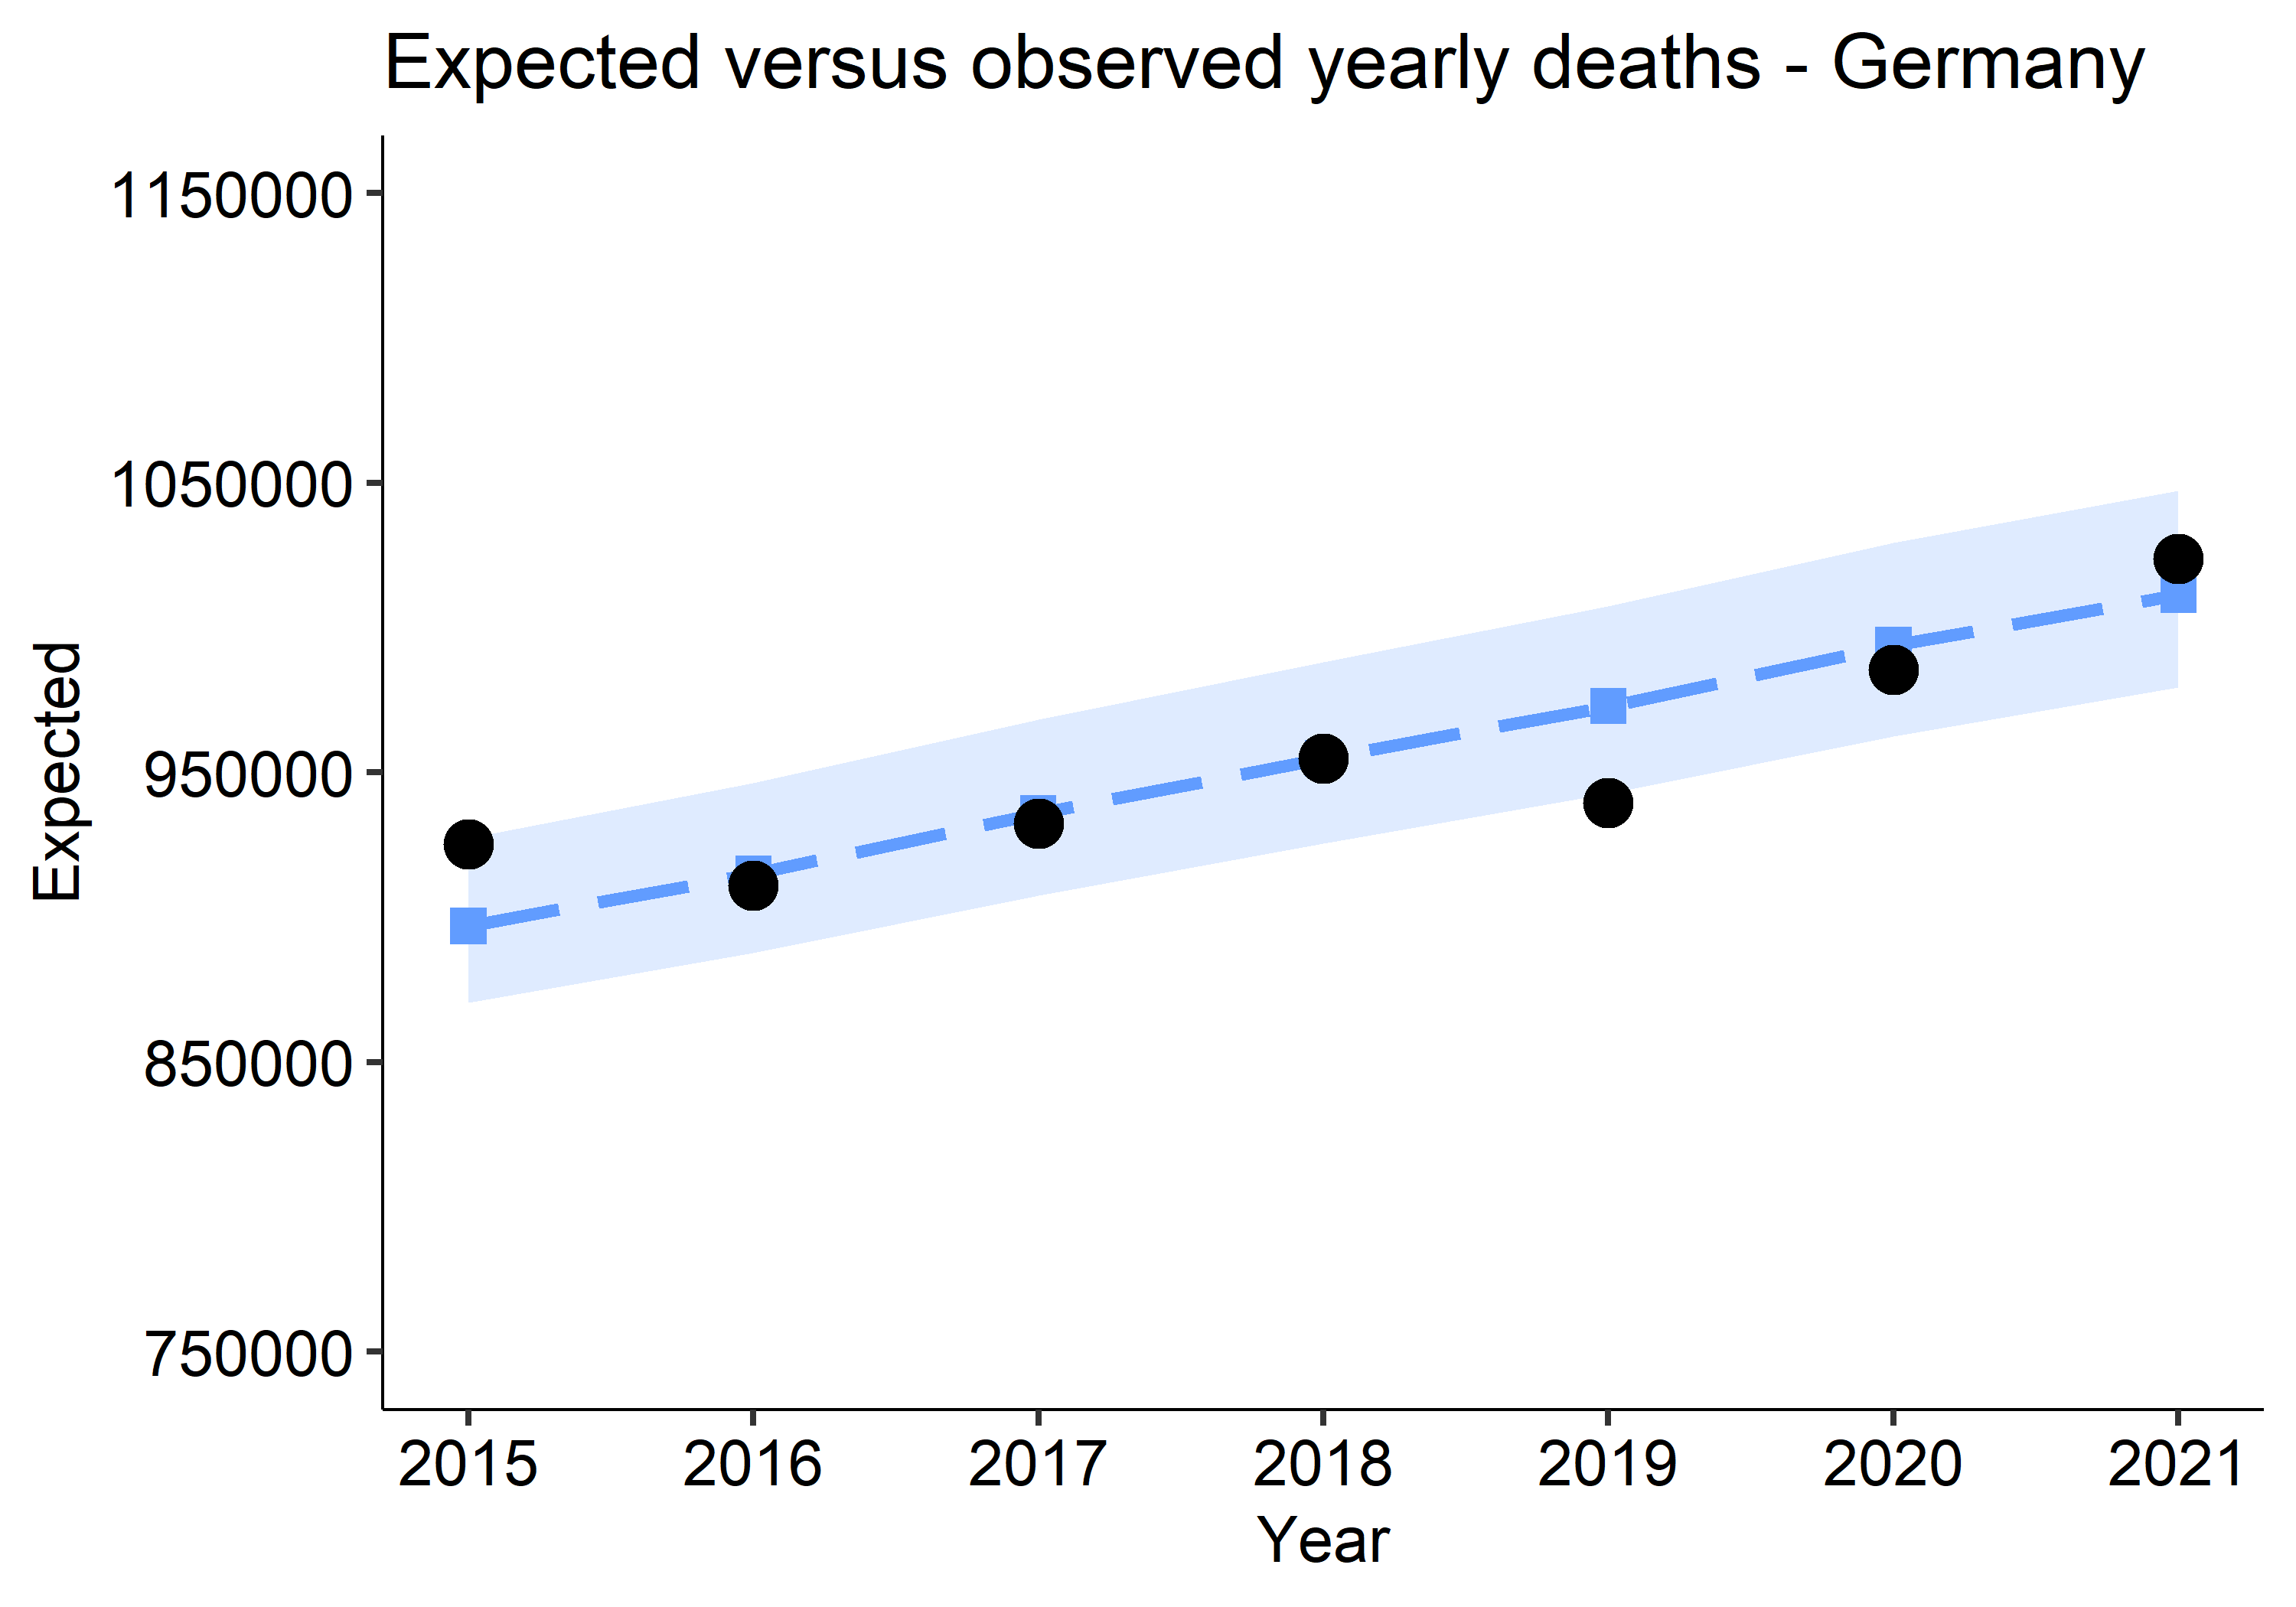 Expected versus observed yearly deaths - Germany
1150000
1050000
950000
850000
750000
Expected
2015 2016 2017 2018 2019 2020 2021
Year